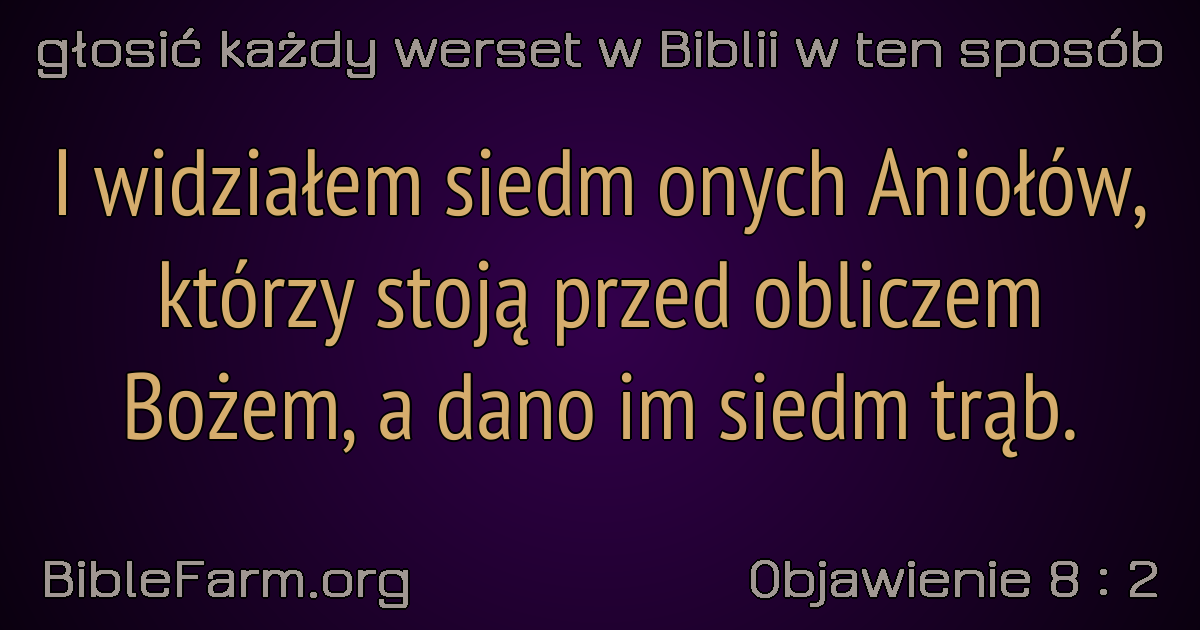 głosić każdy werset w Biblii w ten sposób
I widziałem siedm onych Aniołów,
którzy stoją przed obliczem
Bożem, a dano im siedm trąb.
BibleFarm.org
Objawienie 8 : 2